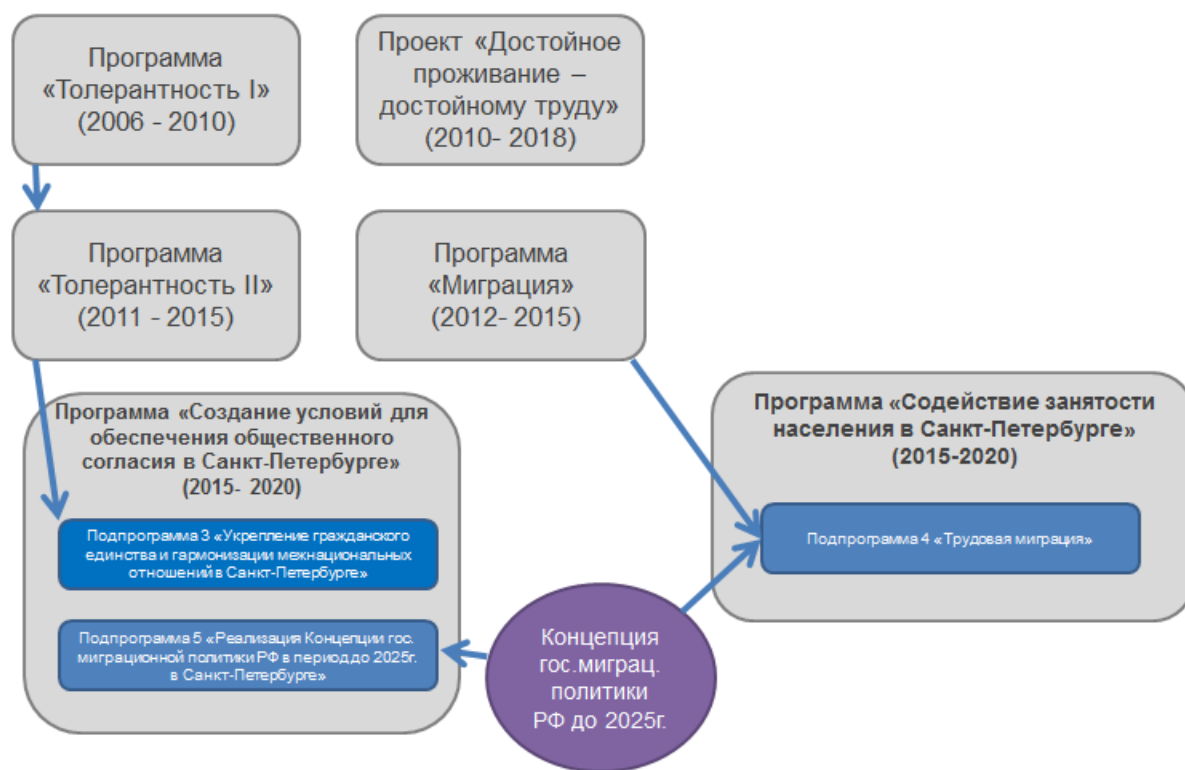 Программа
«Толерантность I»
(2006 - 2010)
Проект «Достойное
проживание –
достойному труду»
(2010- 2018)
Программа
«Толерантность II»
(2011 - 2015)
Программа
«Миграция»
(2012- 2015)
Программа «Создание условий для
обеспечения общественного
согласия в Санкт-Петербурге»
(2015- 2020)
Подпрограмма 3 «Укрепление гражданского
единства и гармонизации межнациональных
отношений в Санкт-Петербурге»
Подпрограмма 5 «Реализация Концепции гос.
миграционной политики РФ в период до 2025г.
в Санкт-Петербурге»
Программа «Содействие занятости
населения в Санкт-Петербурге»
(2015-2020)
Подпрограмма 4 «Трудовая миграция»
Концепция
гос.миграц.
политики
РФ до 2025г.